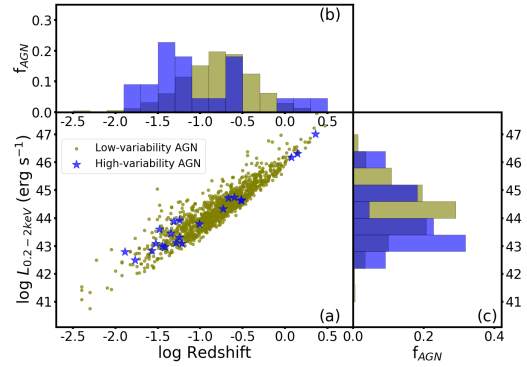 (b)
f_AGN
0.3
0.2
0.1
0.0
-2.5 -2.0 -1.5 -1.0 -0.5 0.0 0.5
Low-variability AGN
High-variability AGN
log L_0.2−2keV (erg s⁻¹)
47
46
45
44
43
42
41
(a)
-2.5 -2.0 -1.5 -1.0 -0.5 0.0 0.5
log Redshift
47
46
45
44
43
42
41
(c)
0.0 0.2 0.4
f_AGN